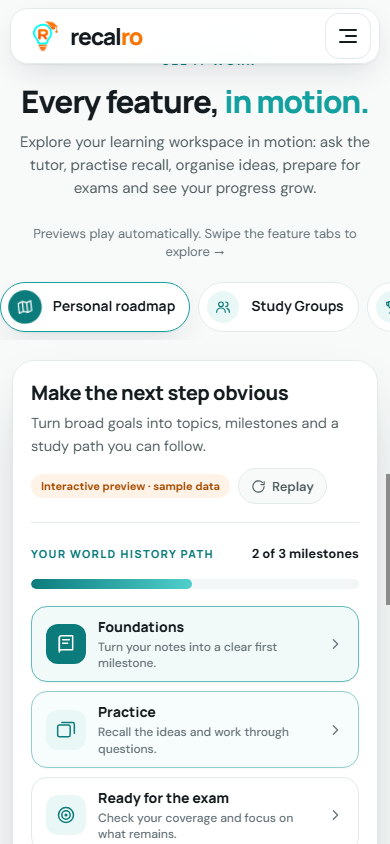 recalro
Every feature, in motion.
Explore your learning workspace in motion: ask the
tutor, practise recall, organise ideas, prepare for
exams and see your progress grow.
Previews play automatically. Swipe the feature tabs to
explore →
Personal roadmap
Study Groups
Make the next step obvious
Turn broad goals into topics, milestones and a
study path you can follow.
Interactive preview · sample data
Replay
YOUR WORLD HISTORY PATH
2 of 3 milestones
Foundations
Turn your notes into a clear first
milestone.
Practice
Recall the ideas and work through
questions.
Ready for the exam
Check your coverage and focus on
what remains.